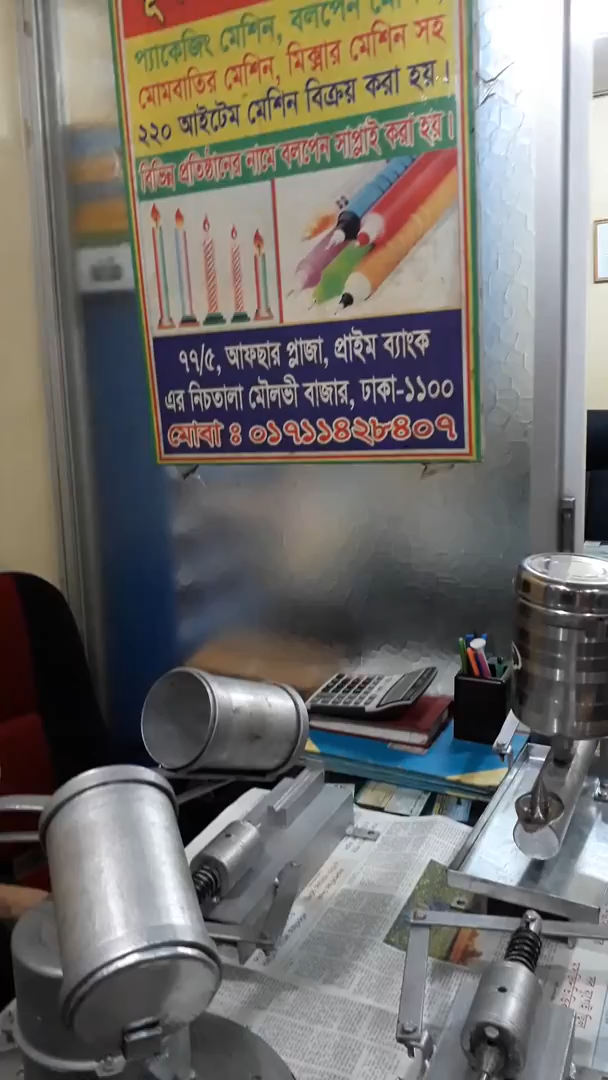 প্যাকেজিং মেশিন, বলপেন
মোমবাতির মেশিন, মিক্সার মেশিন সহ
২২০ আইটেম মেশিন বিক্রয় করা হয়।
বিভিন্ন প্রতিষ্ঠানের নামে বলপেন সাপ্লাই করা হয়।
৭৭/৫, আফছার প্লাজা, প্রাইম ব্যাংক
এর নিচতালা মৌলভী বাজার, ঢাকা-১১০০
মোবা ঃ ০১৭১১৪২৮৪০৭